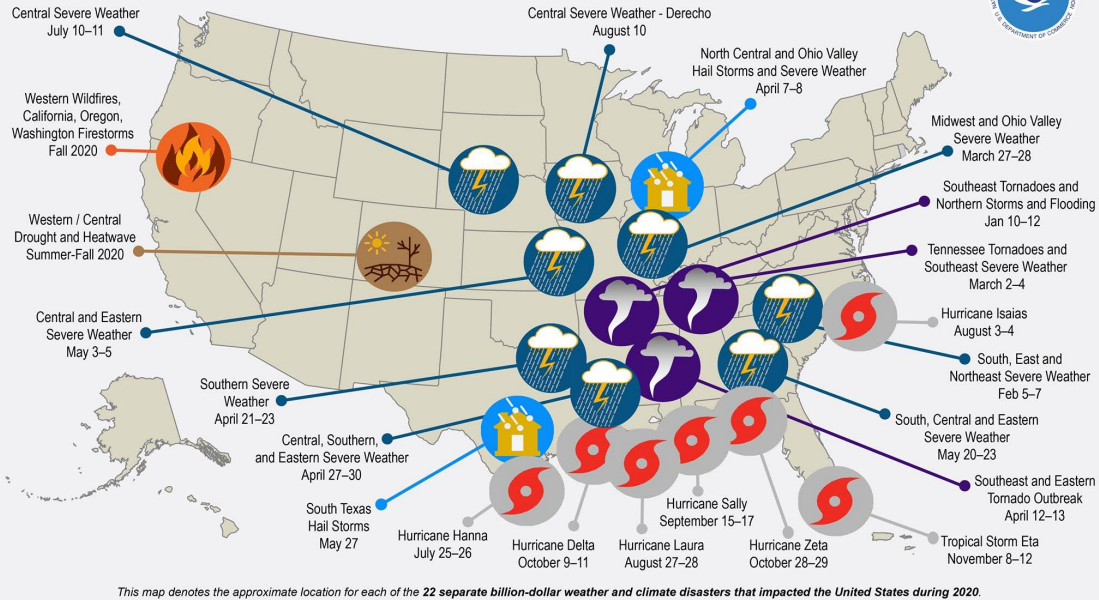 Central Severe Weather
July 10–11
Central Severe Weather - Derecho
August 10
U.S. DEPARTMENT OF COMMERCE
North Central and Ohio Valley
Hail Storms and Severe Weather
April 7–8
Western Wildfires,
California, Oregon,
Washington Firestorms
Fall 2020
Midwest and Ohio Valley
Severe Weather
March 27–28
Southeast Tornadoes and
Northern Storms and Flooding
Jan 10–12
Western / Central
Drought and Heatwave
Summer-Fall 2020
Tennessee Tornadoes and
Southeast Severe Weather
March 2–4
Central and Eastern
Severe Weather
May 3–5
Hurricane Isaias
August 3–4
South, East and
Northeast Severe Weather
Feb 5–7
Southern Severe
Weather
April 21–23
South, Central and Eastern
Severe Weather
May 20–23
Central, Southern,
and Eastern Severe Weather
April 27–30
Southeast and Eastern
Tornado Outbreak
April 12–13
South Texas
Hail Storms
May 27
Hurricane Hanna
July 25–26
Hurricane Delta
October 9–11
Hurricane Laura
August 27–28
Hurricane Sally
September 15–17
Hurricane Zeta
October 28–29
Tropical Storm Eta
November 8–12
This map denotes the approximate location for each of the 22 separate billion-dollar weather and climate disasters that impacted the United States during 2020.